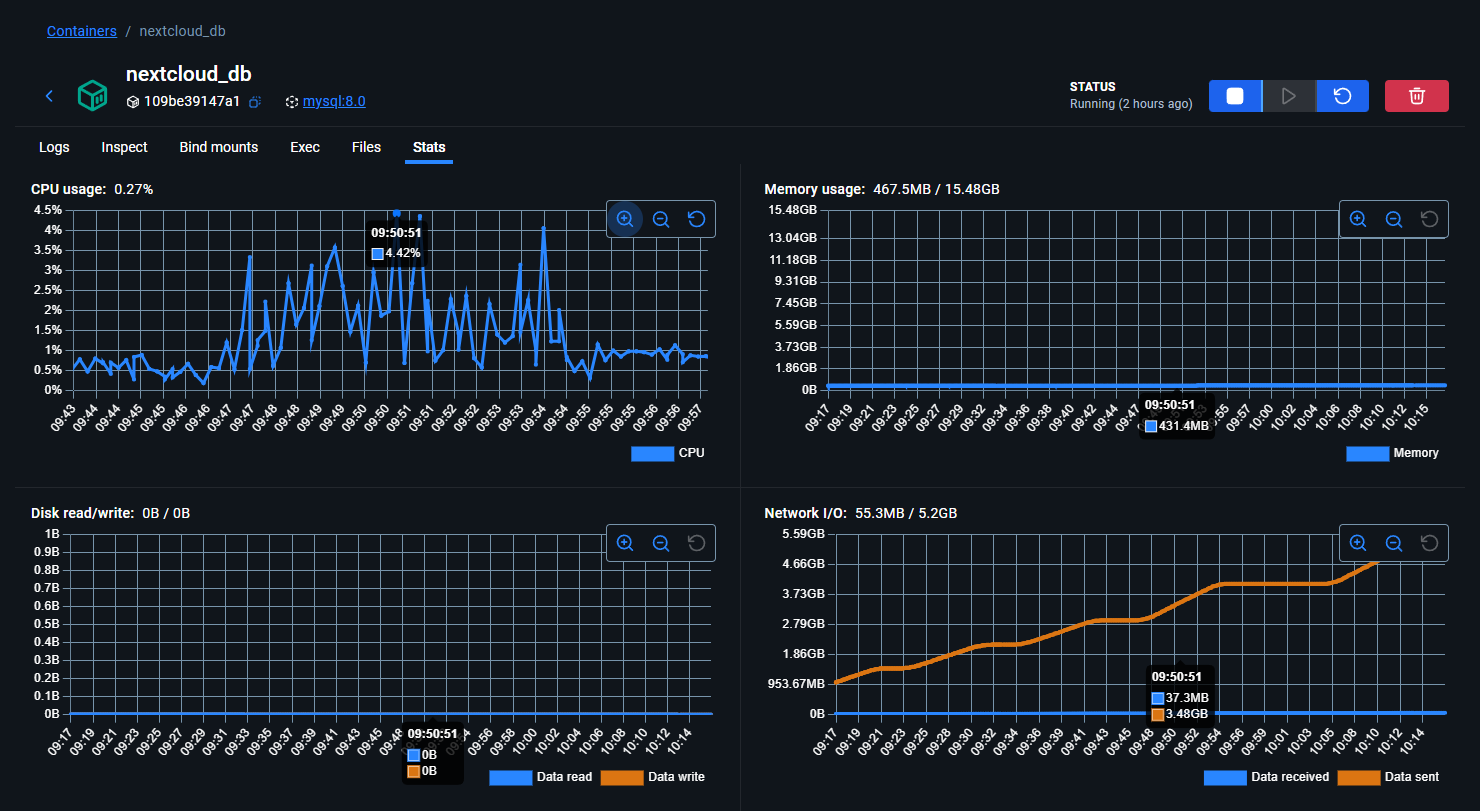 Containers / nextcloud_db
nextcloud_db
109be39147a1 mysql:8.0
STATUS
Running (2 hours ago)
Logs Inspect Bind mounts Exec Files Stats
CPU usage: 0.27%
4.5%
4%
3.5%
3%
2.5%
2%
1.5%
1%
0.5%
0%
09:50:51
4.42%
09:43 09:44 09:44 09:45 09:45 09:46 09:46 09:47 09:47 09:48 09:48 09:49 09:49 09:50 09:50 09:51 09:51 09:52 09:52 09:53 09:53 09:54 09:54 09:55 09:55 09:55 09:56 09:56 09:57
CPU
Memory usage: 467.5MB / 15.48GB
15.48GB
13.04GB
11.18GB
9.31GB
7.45GB
5.59GB
3.73GB
1.86GB
0B
09:17 09:19 09:21 09:23 09:25 09:27 09:29 09:32 09:34 09:36 09:38 09:40 09:42 09:44 09:57 10:00 10:02 10:04 10:06 10:08 10:10 10:12 10:15
09:50:51
431.4MB
Memory
Disk read/write: 0B / 0B
1B
0.9B
0.8B
0.7B
0.6B
0.5B
0.4B
0.3B
0.2B
0.1B
0B
09:17 09:19 09:21 09:23 09:25 09:27 09:29 09:31 09:33 09:35 09:37 09:39 09:41 09:43 09:45 09:56 09:58 10:00 10:02 10:04 10:06 10:08 10:10 10:12 10:14
09:50:51
0B
0B
Data read Data write
Network I/O: 55.3MB / 5.2GB
5.59GB
4.66GB
3.73GB
2.79GB
1.86GB
953.67MB
0B
09:50:51
37.3MB
3.48GB
09:17 09:19 09:21 09:23 09:25 09:28 09:30 09:32 09:34 09:36 09:39 09:41 09:43 09:45 09:48 09:50 09:52 09:54 09:56 09:59 10:01 10:03 10:05 10:08 10:10 10:12 10:14
Data received Data sent